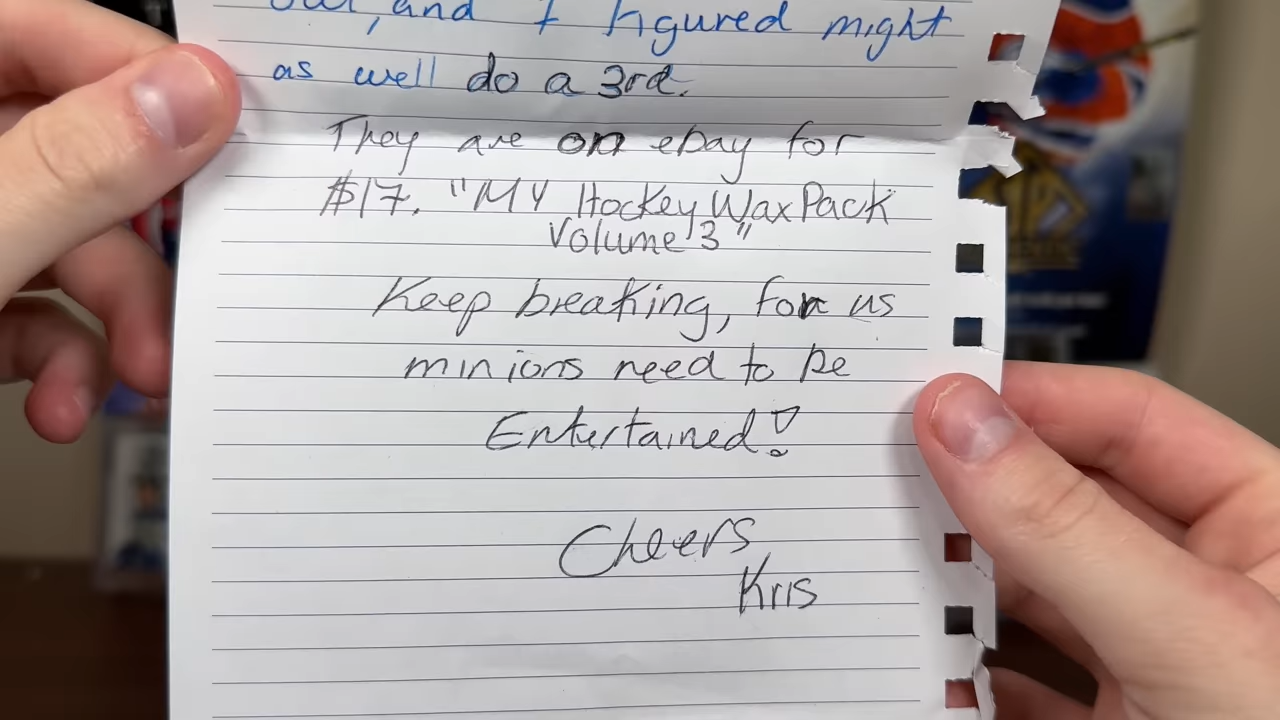 and I figured might
as well do a 3rd.
They are on eBay for
$17. "MY Hockey Wax Pack
Volume 3"
Keep breaking, for us
minions need to be
Entertained!
Cheers
Kris